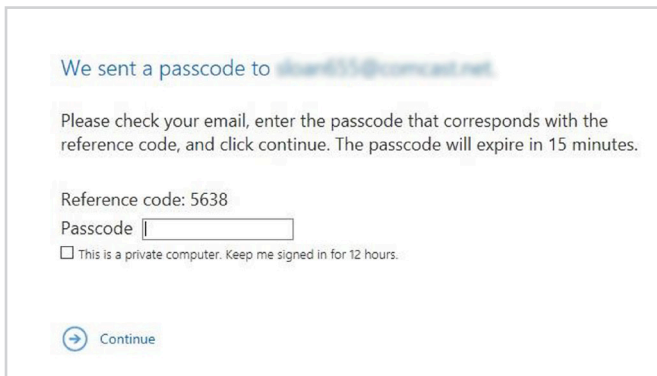 We sent a passcode to
Please check your email, enter the passcode that corresponds with the
reference code, and click continue. The passcode will expire in 15 minutes.
Reference code: 5638
Passcode
This is a private computer. Keep me signed in for 12 hours.
Continue